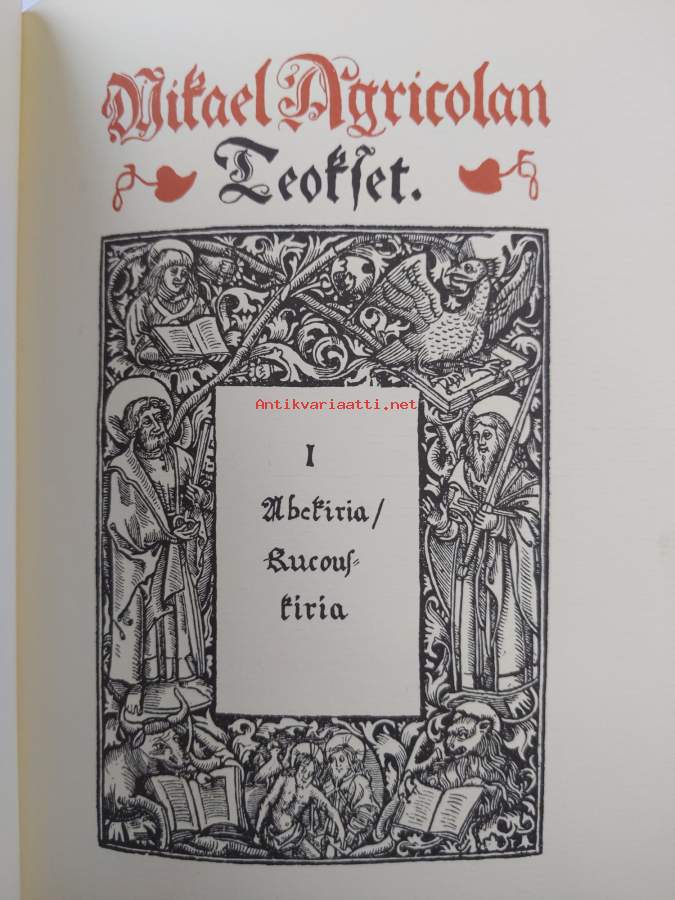 Mikael Agricolan
Teokset.
Antikvariaatti.net
I
Abckiria/
Rucous⸗
kiria